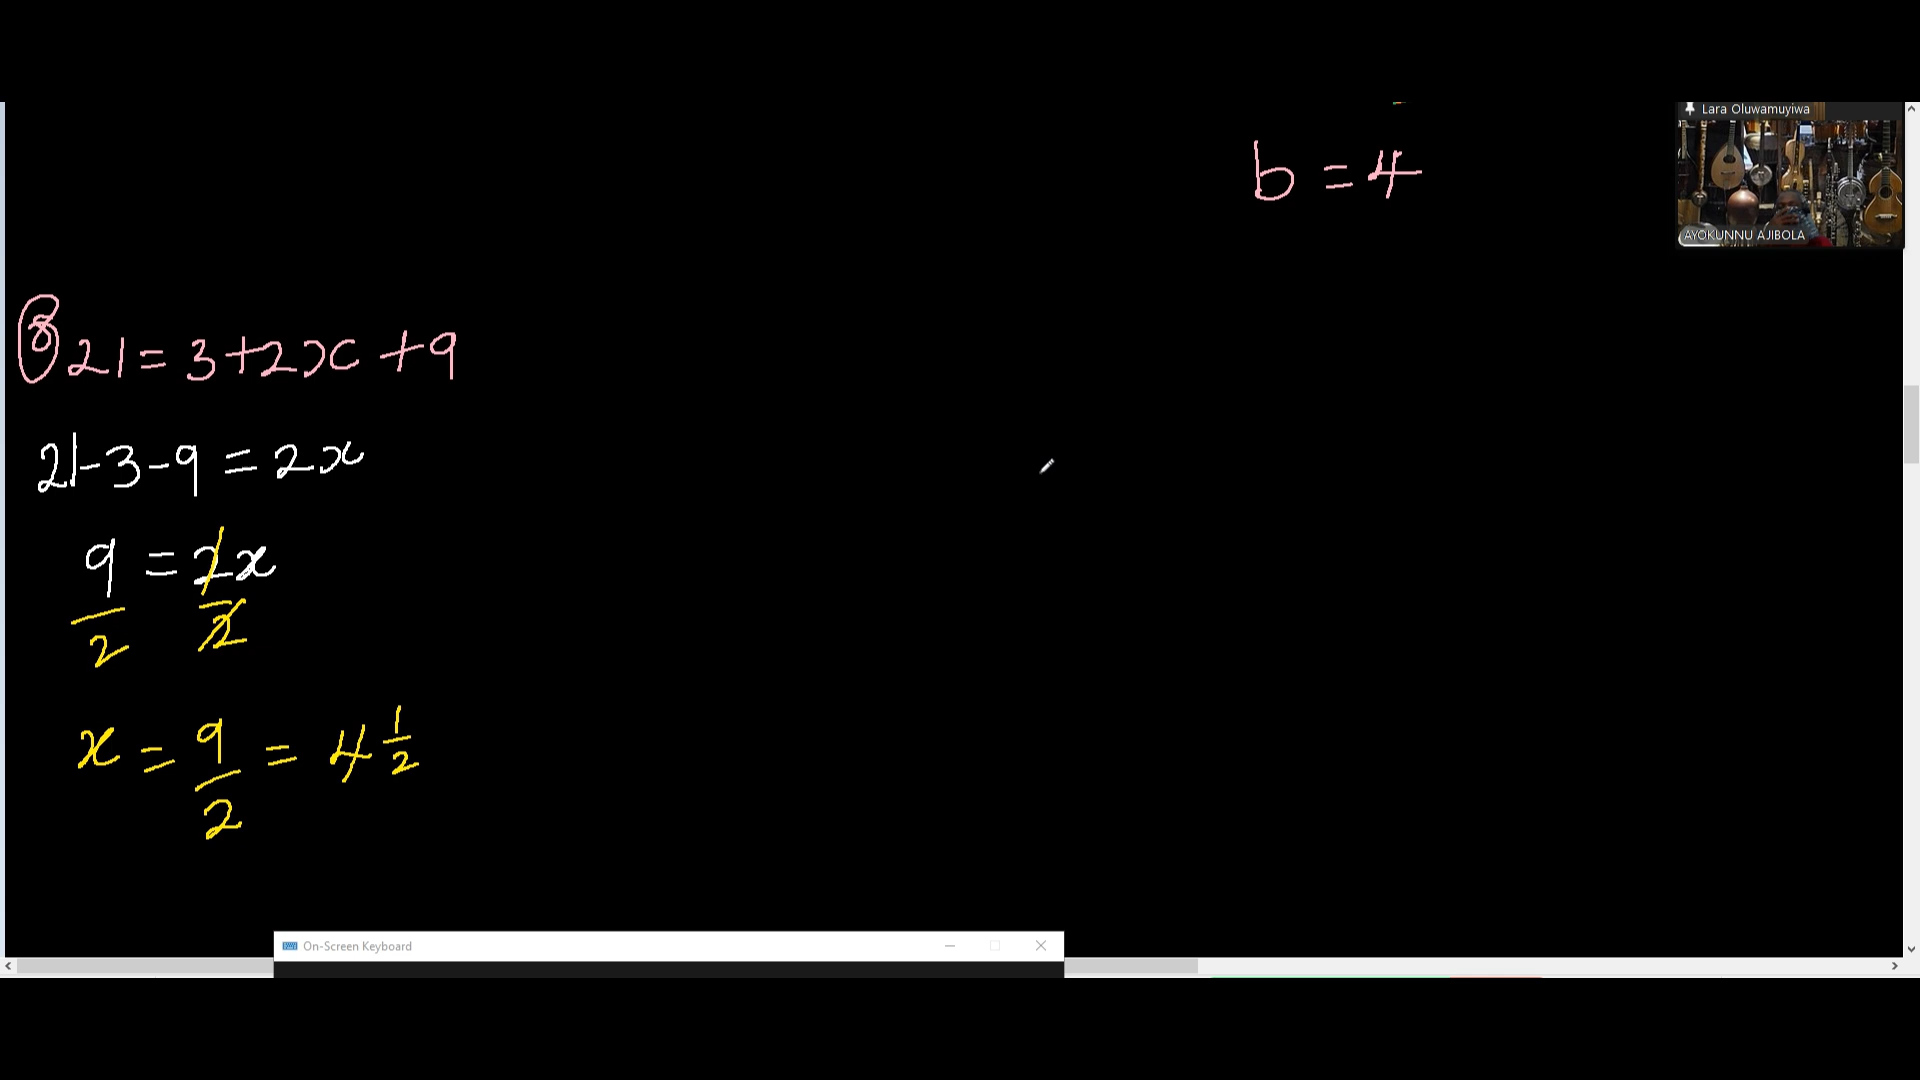 Lara Oluwamuyiwa
b = 4
AYOKUNNU AJIBOLA
8 21 = 3 + 2x + 9
21 - 3 - 9 = 2x
9/2 = 2x/2
x = 9/2 = 4 1/2
On-Screen Keyboard